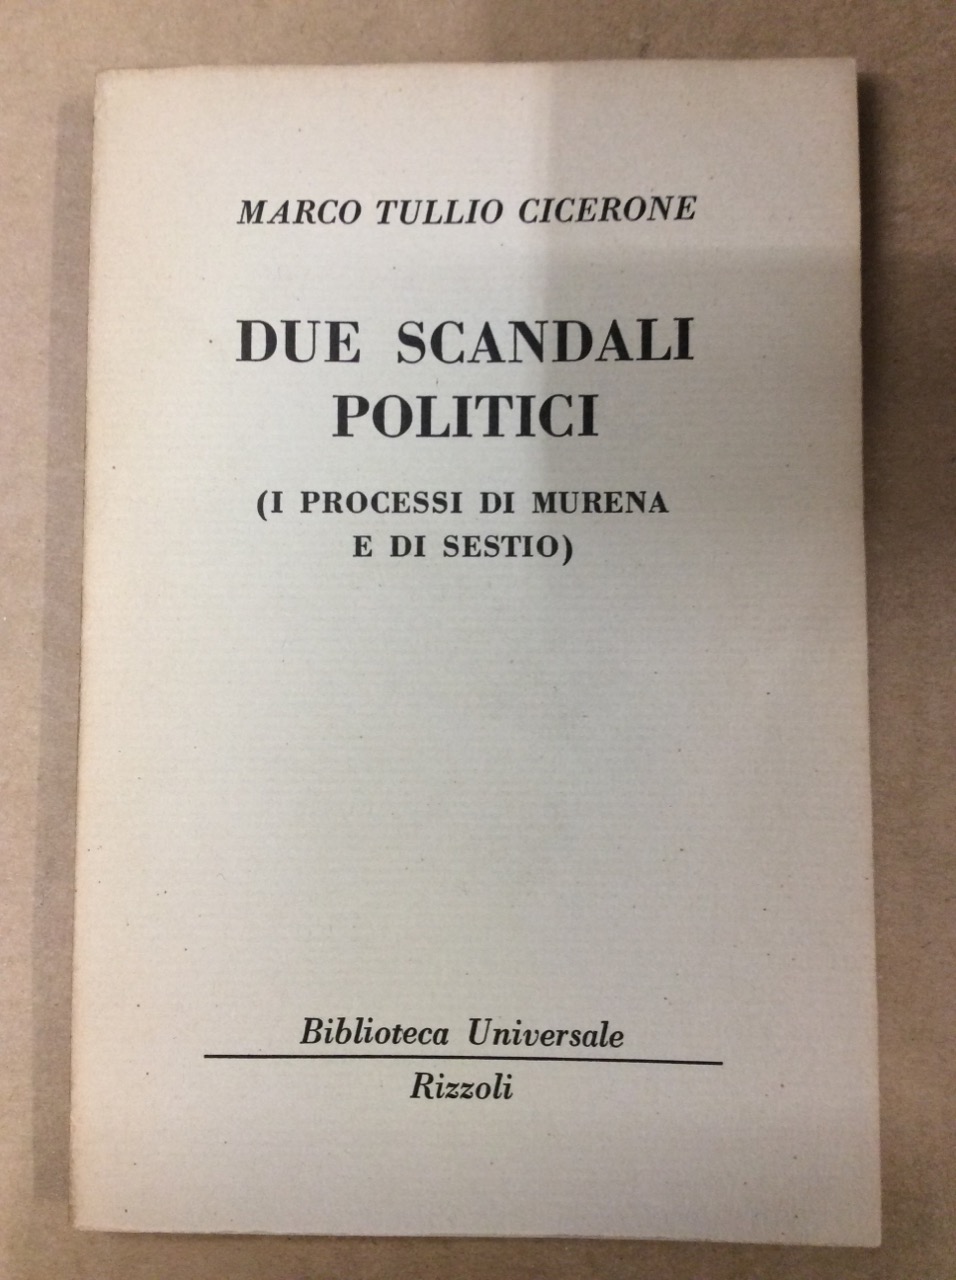 MARCO TULLIO CICERONE
DUE SCANDALI
POLITICI
(I PROCESSI DI MURENA
E DI SESTIO)
Biblioteca Universale
Rizzoli